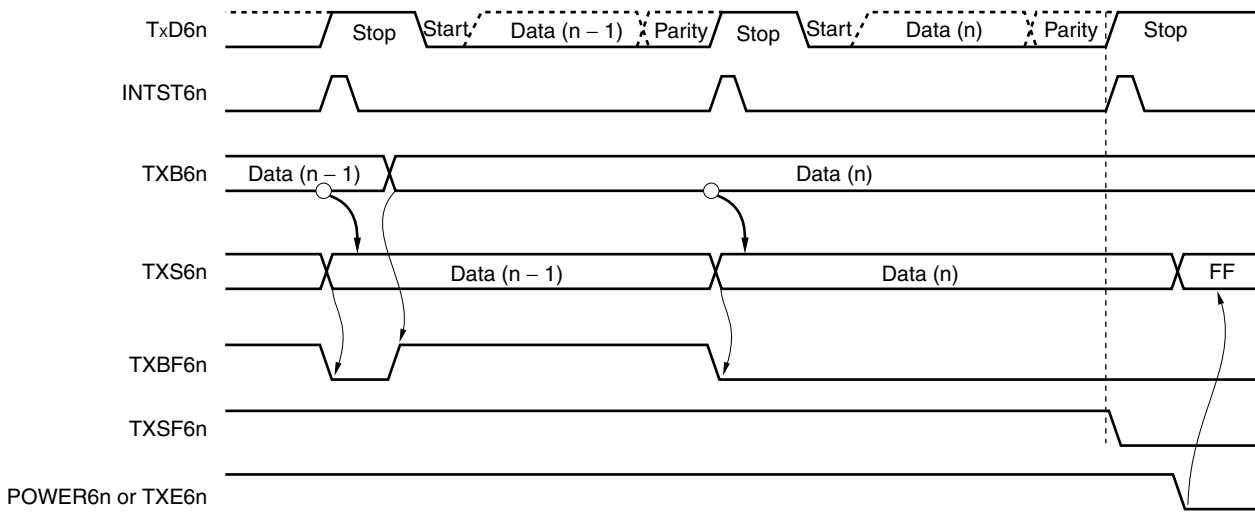 TxD6n Stop Start Data (n – 1) Parity Stop Start Data (n) Parity Stop
INTST6n
TXB6n Data (n – 1) Data (n)
TXS6n Data (n – 1) Data (n) FF
TXBF6n
TXSF6n
POWER6n or TXE6n